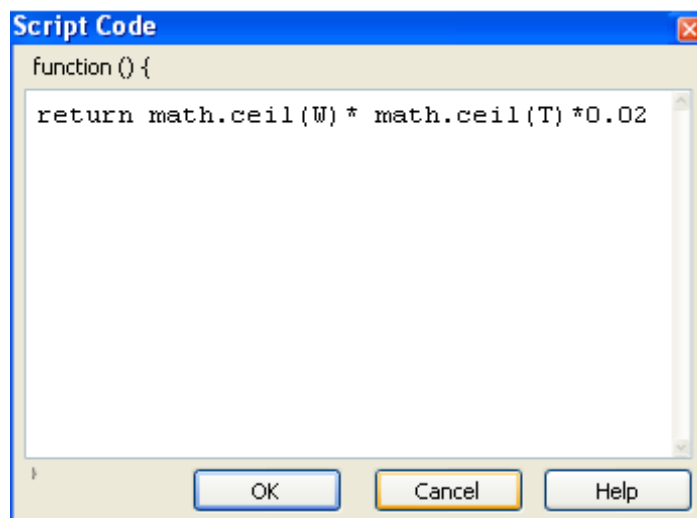 Script Code
function () {
return math.ceil(W)* math.ceil(T)*0.02
}
OK Cancel Help